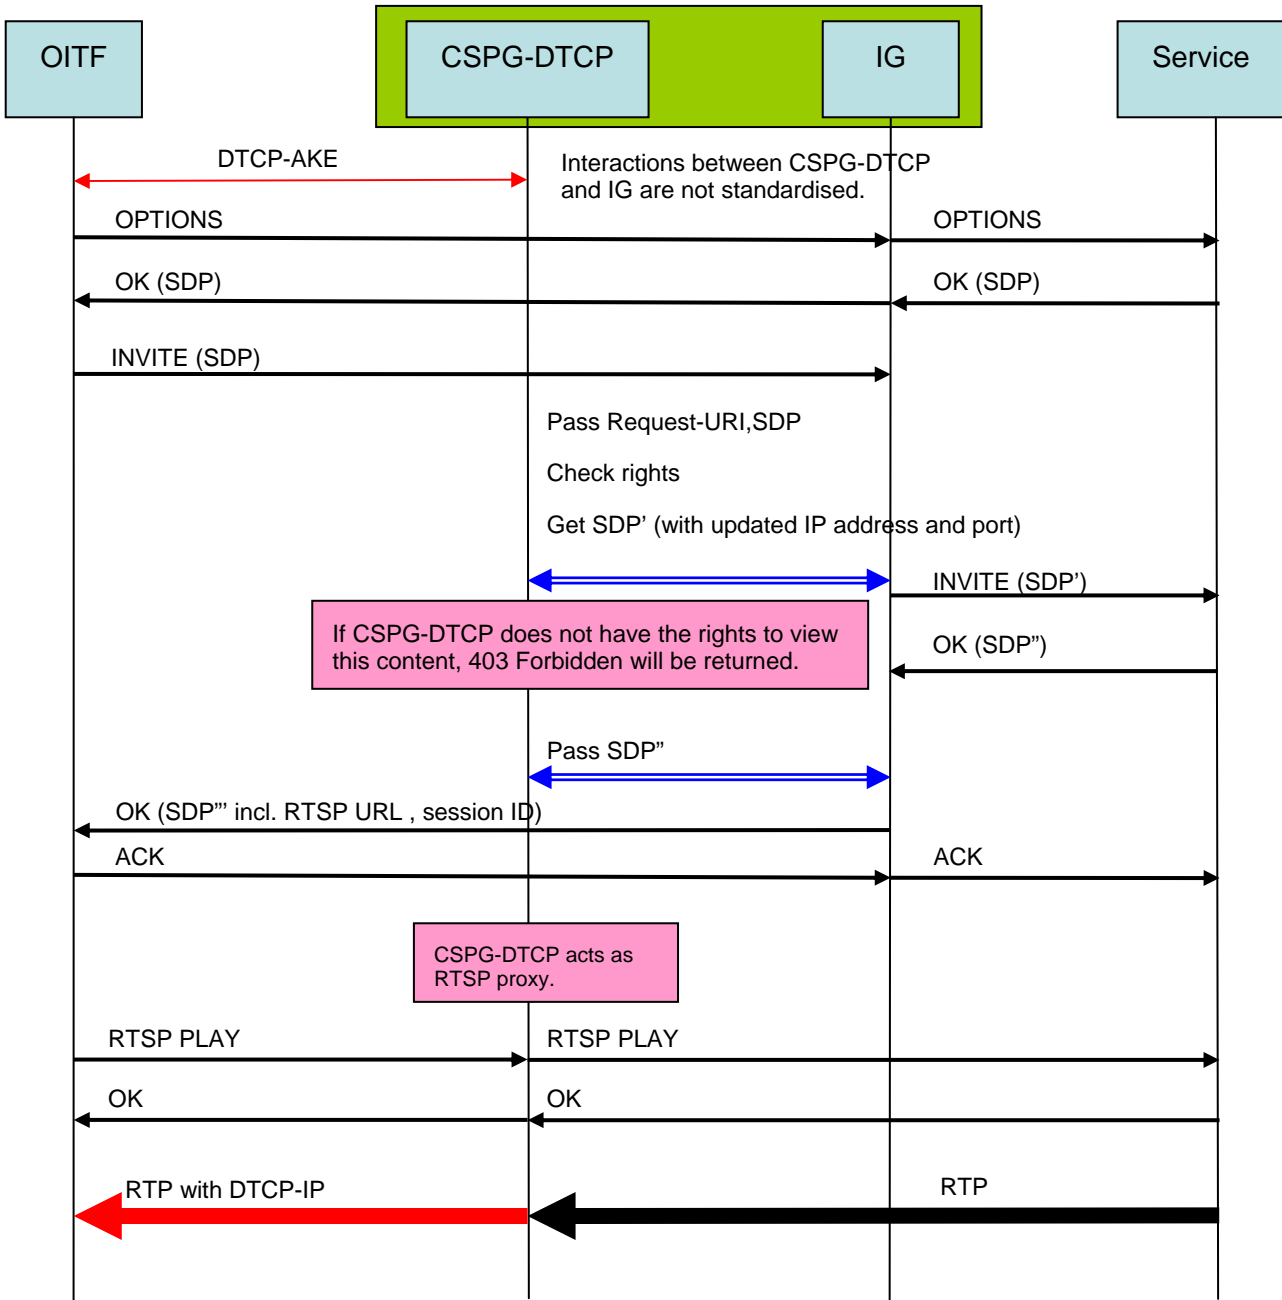 OITF
CSPG-DTCP
IG
Service
DTCP-AKE
Interactions between CSPG-DTCP
and IG are not standardised.
OPTIONS
OPTIONS
OK (SDP)
OK (SDP)
INVITE (SDP)
Pass Request-URI,SDP
Check rights
Get SDP’ (with updated IP address and port)
INVITE (SDP’)
If CSPG-DTCP does not have the rights to view
this content, 403 Forbidden will be returned.
OK (SDP”)
Pass SDP”
OK (SDP”’ incl. RTSP URL , session ID)
ACK
ACK
CSPG-DTCP acts as
RTSP proxy.
RTSP PLAY
RTSP PLAY
OK
OK
RTP with DTCP-IP
RTP